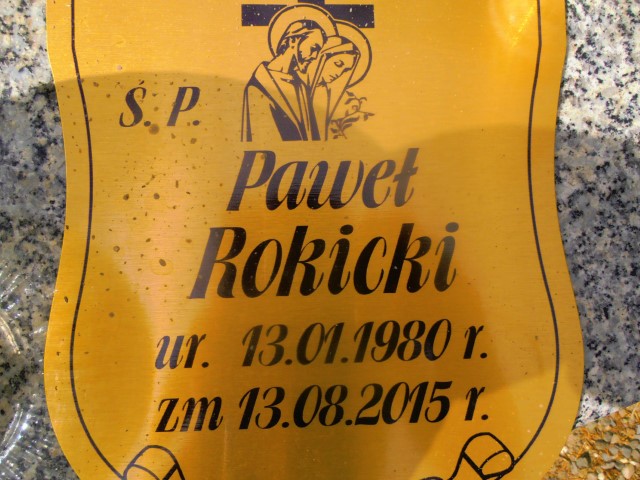 Ś. P.
Paweł
Rokicki
ur. 13.01.1980 r.
zm 13.08.2015 r.